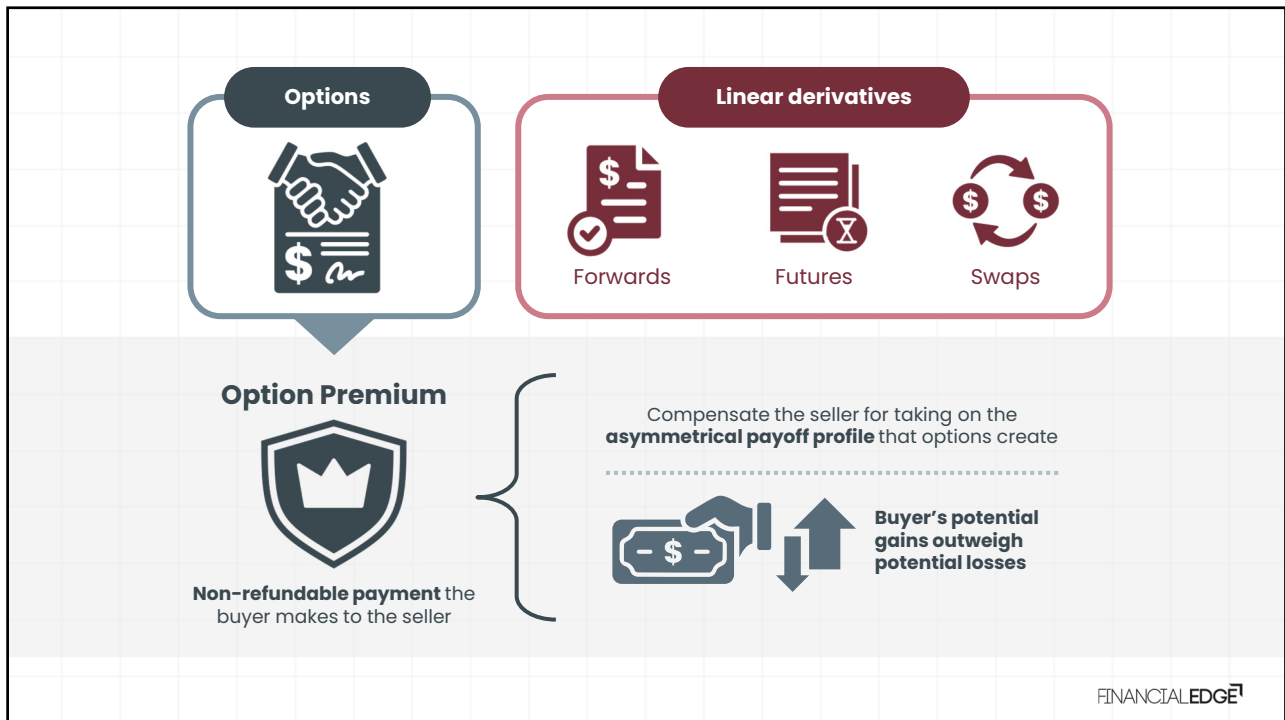 Options
Linear derivatives
$
$
$
$
$
Forwards
Futures
Swaps
Option Premium
Non-refundable payment the
buyer makes to the seller
Compensate the seller for taking on the
asymmetrical payoff profile that options create
- $ -
Buyer’s potential
gains outweigh
potential losses
FINANCIALEDGE